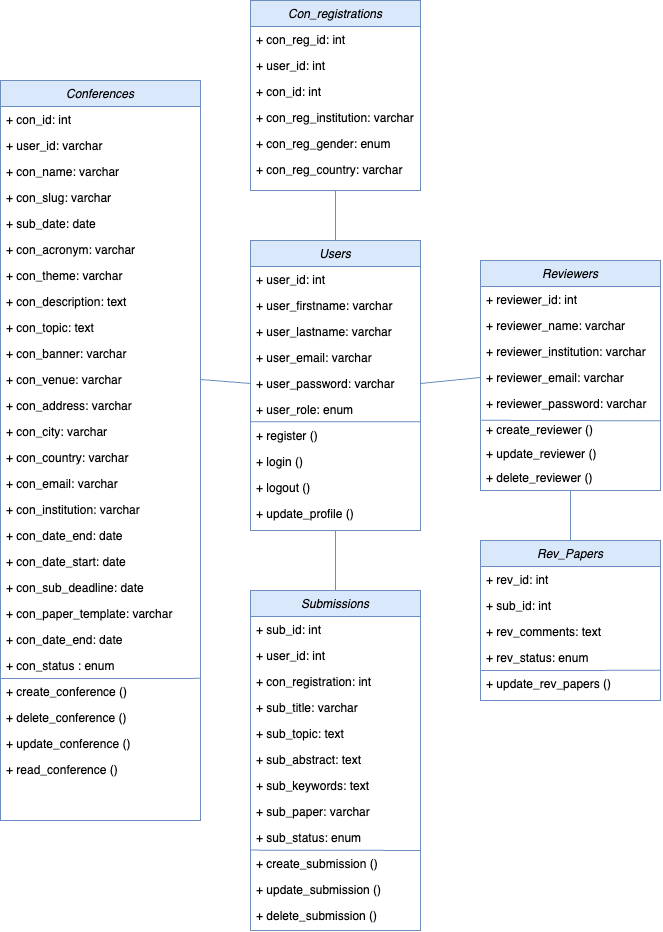 Con_registrations
+ con_reg_id: int
+ user_id: int
+ con_id: int
+ con_reg_institution: varchar
+ con_reg_gender: enum
+ con_reg_country: varchar
Conferences
+ con_id: int
+ user_id: varchar
+ con_name: varchar
+ con_slug: varchar
+ sub_date: date
+ con_acronym: varchar
+ con_theme: varchar
+ con_description: text
+ con_topic: text
+ con_banner: varchar
+ con_venue: varchar
+ con_address: varchar
+ con_city: varchar
+ con_country: varchar
+ con_email: varchar
+ con_institution: varchar
+ con_date_end: date
+ con_date_start: date
+ con_sub_deadline: date
+ con_paper_template: varchar
+ con_date_end: date
+ con_status : enum
+ create_conference ()
+ delete_conference ()
+ update_conference ()
+ read_conference ()
Users
+ user_id: int
+ user_firstname: varchar
+ user_lastname: varchar
+ user_email: varchar
+ user_password: varchar
+ user_role: enum
+ register ()
+ login ()
+ logout ()
+ update_profile ()
Reviewers
+ reviewer_id: int
+ reviewer_name: varchar
+ reviewer_institution: varchar
+ reviewer_email: varchar
+ reviewer_password: varchar
+ create_reviewer ()
+ update_reviewer ()
+ delete_reviewer ()
Rev_Papers
+ rev_id: int
+ sub_id: int
+ rev_comments: text
+ rev_status: enum
+ update_rev_papers ()
Submissions
+ sub_id: int
+ user_id: int
+ con_registration: int
+ sub_title: varchar
+ sub_topic: text
+ sub_abstract: text
+ sub_keywords: text
+ sub_paper: varchar
+ sub_status: enum
+ create_submission ()
+ update_submission ()
+ delete_submission ()